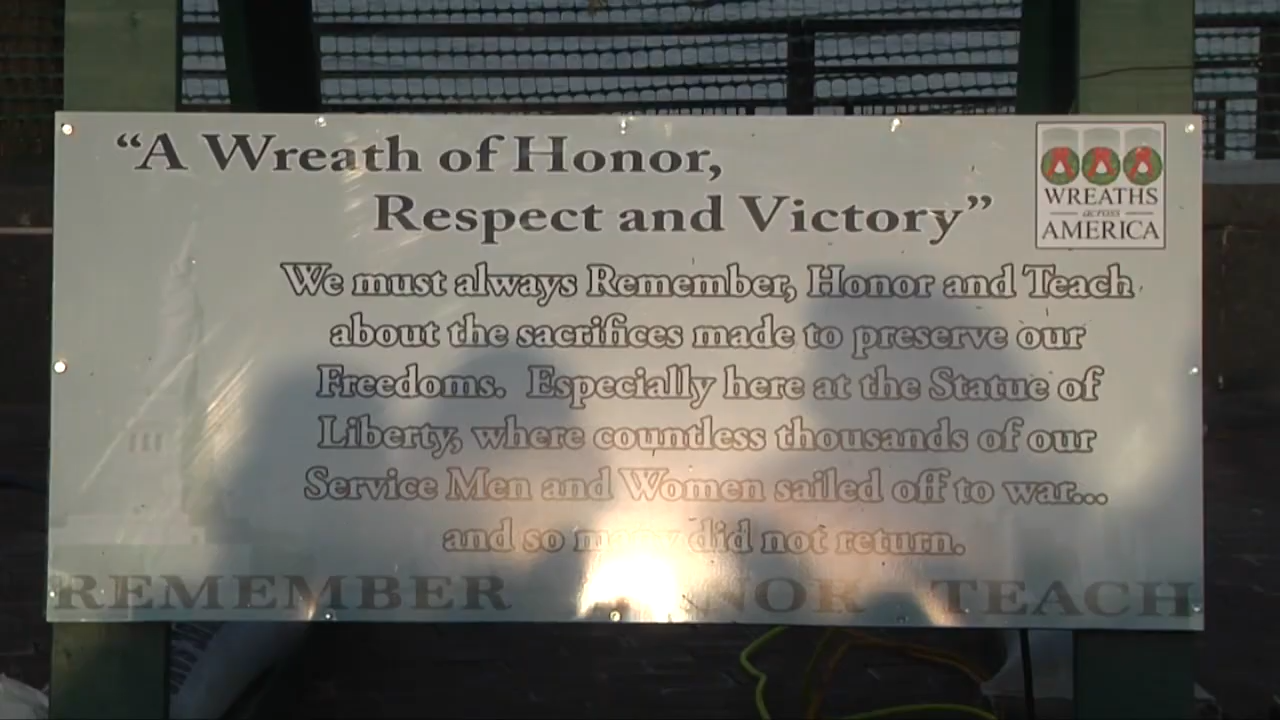 “A Wreath of Honor,
Respect and Victory”
WREATHS
across
AMERICA
We must always Remember, Honor and Teach
about the sacrifices made to preserve our
Freedoms. Especially here at the Statue of
Liberty, where countless thousands of our
Service Men and Women sailed off to war...
and so many did not return.
REMEMBER HONOR TEACH